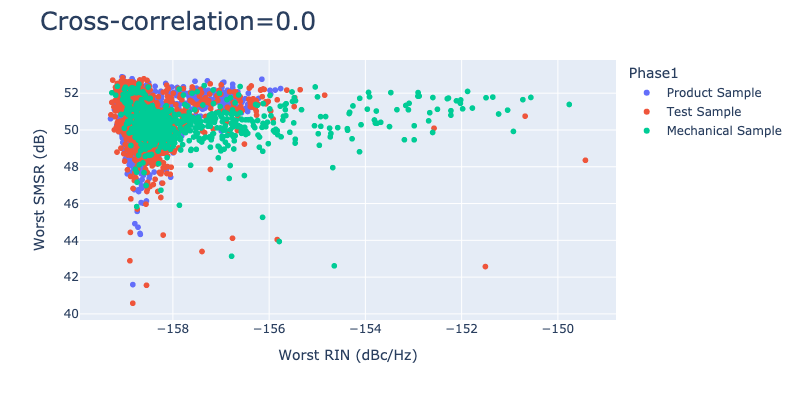 Cross-correlation=0.0
Phase1
Product Sample
Test Sample
Mechanical Sample
Worst SMSR (dB)
52
50
48
46
44
42
40
−158
−156
−154
−152
−150
Worst RIN (dBc/Hz)